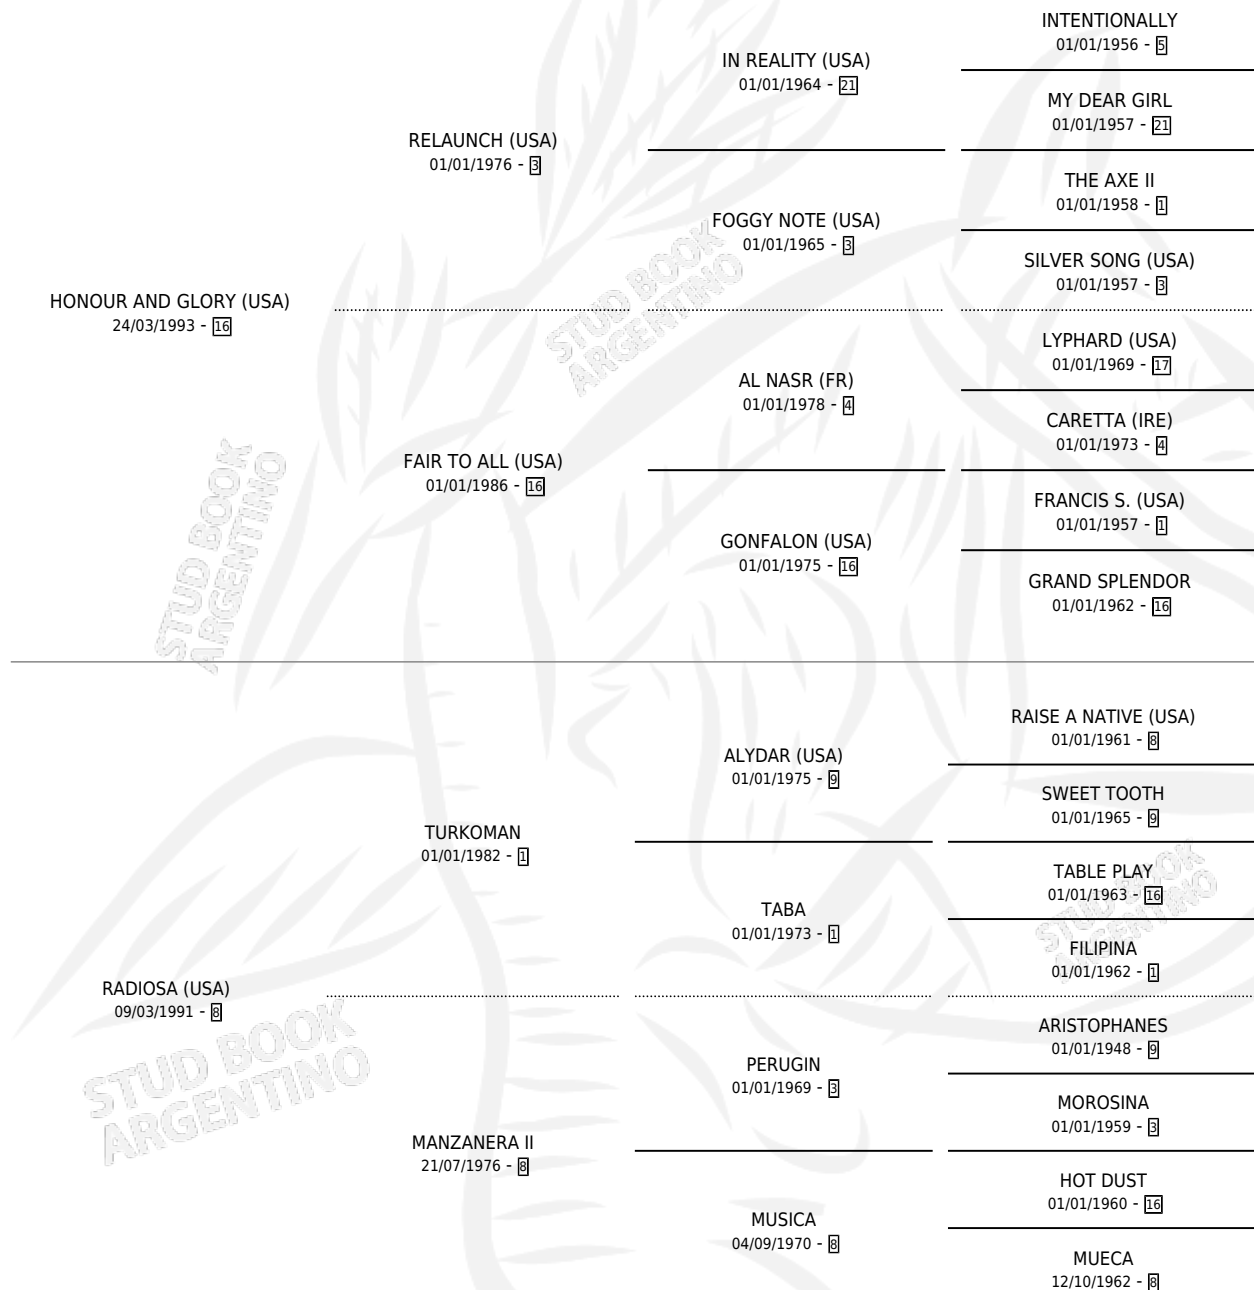 INTENTIONALLY
01/01/1956 - 5
IN REALITY (USA)
01/01/1964 - 21
MY DEAR GIRL
01/01/1957 - 21
RELAUNCH (USA)
01/01/1976 - 3
THE AXE II
01/01/1958 - 1
FOGGY NOTE (USA)
01/01/1965 - 3
SILVER SONG (USA)
01/01/1957 - 3
HONOUR AND GLORY (USA)
24/03/1993 - 16
LYPHARD (USA)
01/01/1969 - 17
AL NASR (FR)
01/01/1978 - 4
CARETTA (IRE)
01/01/1973 - 4
FAIR TO ALL (USA)
01/01/1986 - 16
FRANCIS S. (USA)
01/01/1957 - 1
GONFALON (USA)
01/01/1975 - 16
GRAND SPLENDOR
01/01/1962 - 16
RAISE A NATIVE (USA)
01/01/1961 - 8
ALYDAR (USA)
01/01/1975 - 9
SWEET TOOTH
01/01/1965 - 9
TURKOMAN
01/01/1982 - 1
TABLE PLAY
01/01/1963 - 16
TABA
01/01/1973 - 1
FILIPINA
01/01/1962 - 1
RADIOSA (USA)
09/03/1991 - 8
ARISTOPHANES
01/01/1948 - 9
PERUGIN
01/01/1969 - 3
MOROSINA
01/01/1959 - 3
MANZANERA II
21/07/1976 - 8
HOT DUST
01/01/1960 - 16
MUSICA
04/09/1970 - 8
MUECA
12/10/1962 - 8
STUD BOOK
ARGENTINO
STUD BOOK
ARGENTINO
STUD BOOK
ARGENTINO
STUD BOOK
ARGENTINO